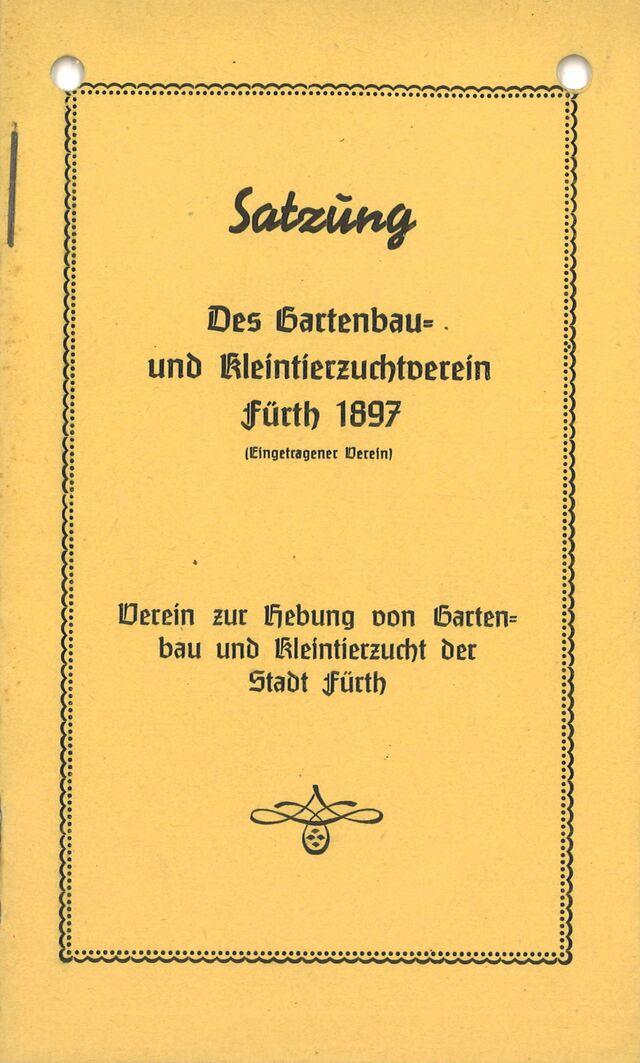 Satzung
Des Gartenbau=
und Kleintierzuchtverein
Fürth 1897
(Eingetragener Verein)
Verein zur Hebung von Garten=
bau und Kleintierzucht der
Stadt Fürth